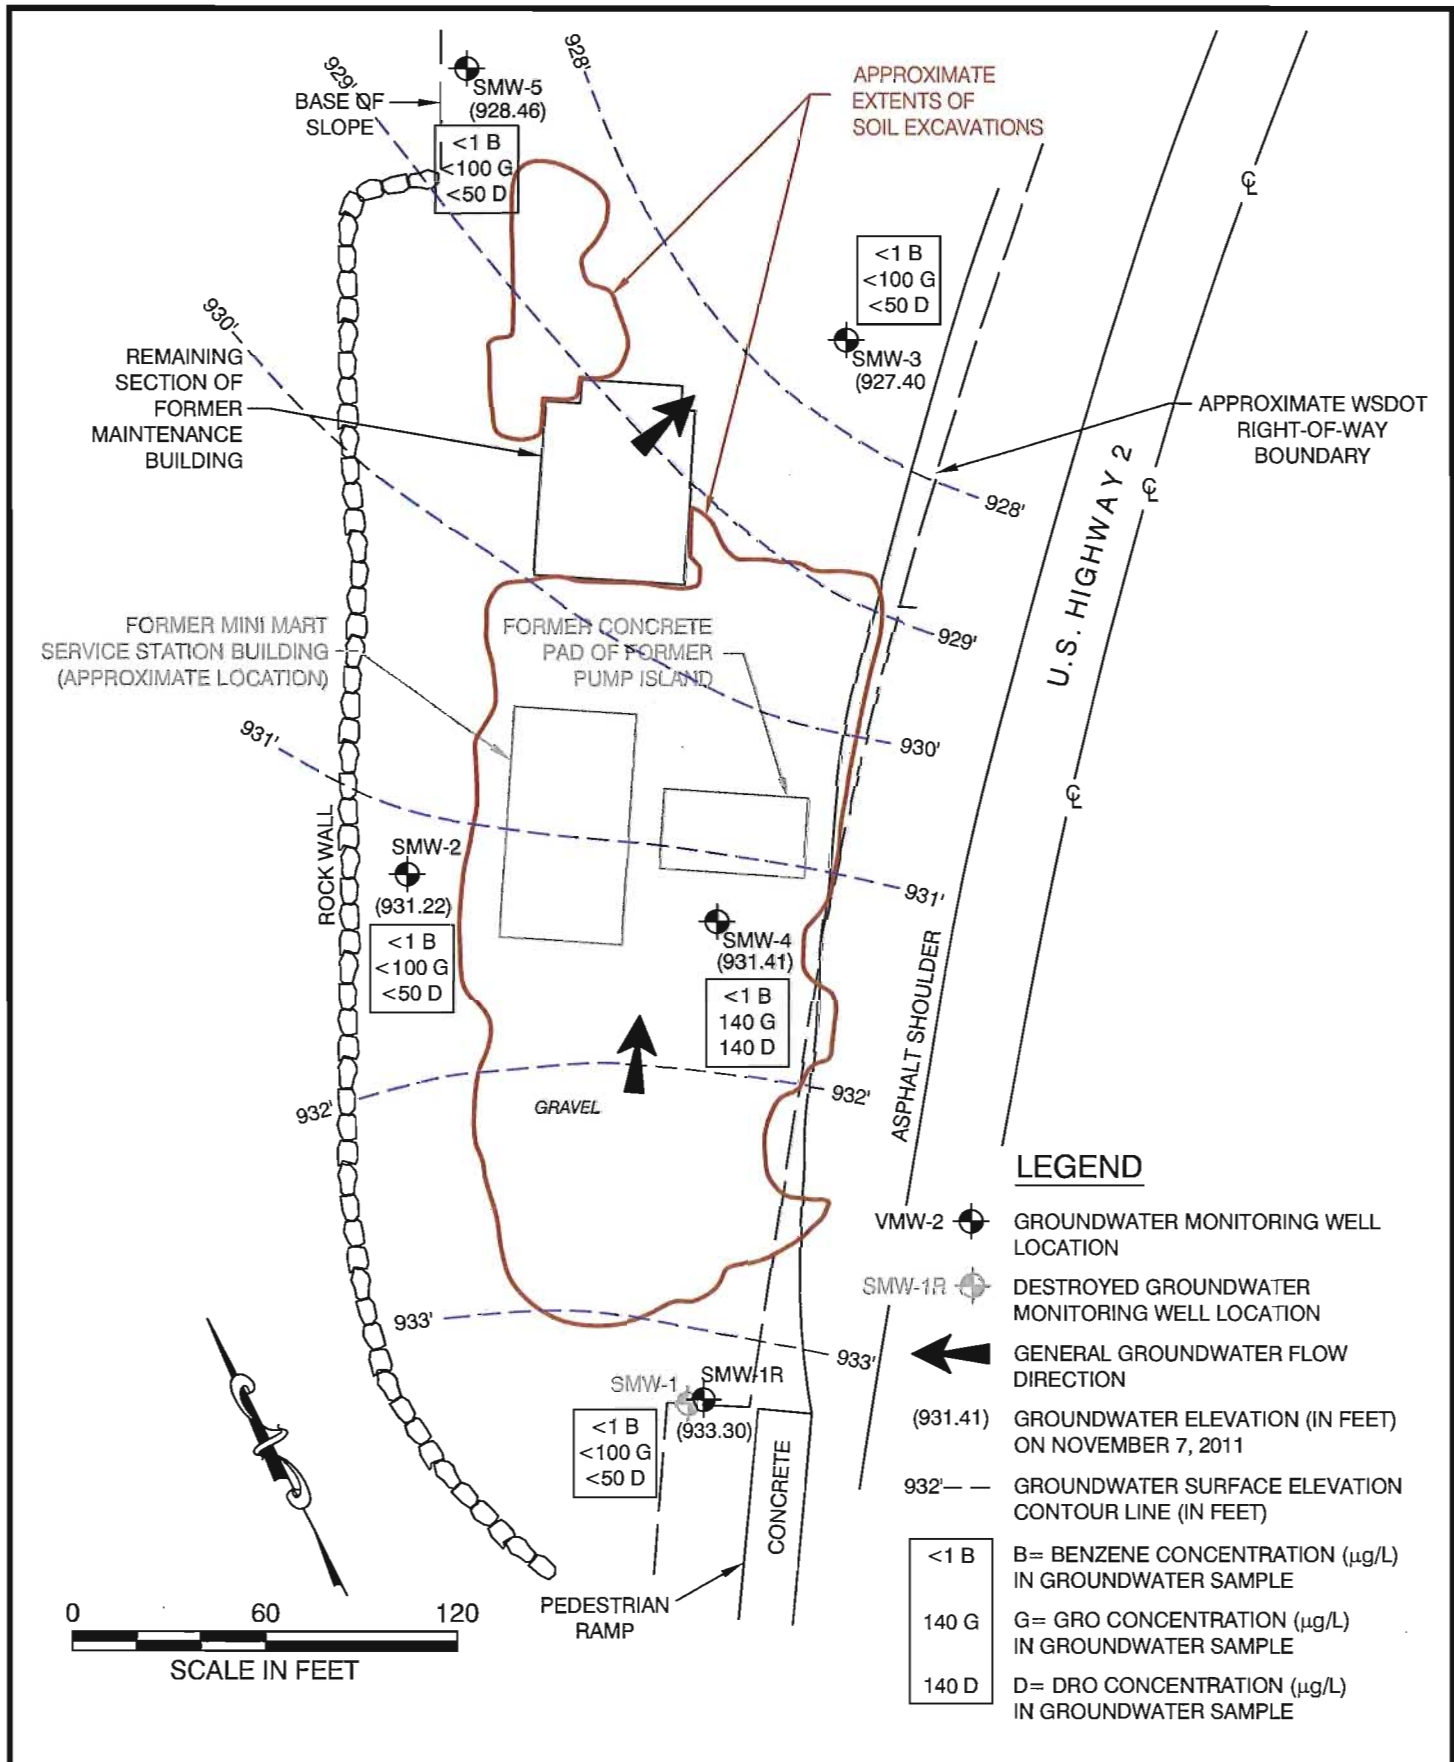 929'
928'
SMW-5
(928.46)
BASE OF
SLOPE
<1 B
<100 G
<50 D
APPROXIMATE
EXTENTS OF
SOIL EXCAVATIONS
<1 B
<100 G
<50 D
SMW-3
(927.40
930'
REMAINING
SECTION OF
FORMER
MAINTENANCE
BUILDING
APPROXIMATE WSDOT
RIGHT-OF-WAY
BOUNDARY
928'
U.S. HIGHWAY 2
FORMER MINI MART
SERVICE STATION BUILDING
(APPROXIMATE LOCATION)
FORMER CONCRETE
PAD OF FORMER
PUMP ISLAND
929'
930'
931'
ROCK WALL
SMW-2
(931.22)
<1 B
<100 G
<50 D
931'
SMW-4
(931.41)
<1 B
140 G
140 D
ASPHALT SHOULDER
932'
GRAVEL
932'
933'
933'
SMW-1
SMW-1R
(933.30)
<1 B
<100 G
<50 D
CONCRETE
PEDESTRIAN
RAMP
0 60 120
SCALE IN FEET
LEGEND
VMW-2 GROUNDWATER MONITORING WELL
LOCATION
SMW-1R DESTROYED GROUNDWATER
MONITORING WELL LOCATION
GENERAL GROUNDWATER FLOW
DIRECTION
(931.41) GROUNDWATER ELEVATION (IN FEET)
ON NOVEMBER 7, 2011
932' GROUNDWATER SURFACE ELEVATION
CONTOUR LINE (IN FEET)
<1 B B= BENZENE CONCENTRATION (µg/L)
IN GROUNDWATER SAMPLE
140 G G= GRO CONCENTRATION (µg/L)
IN GROUNDWATER SAMPLE
140 D D= DRO CONCENTRATION (µg/L)
IN GROUNDWATER SAMPLE